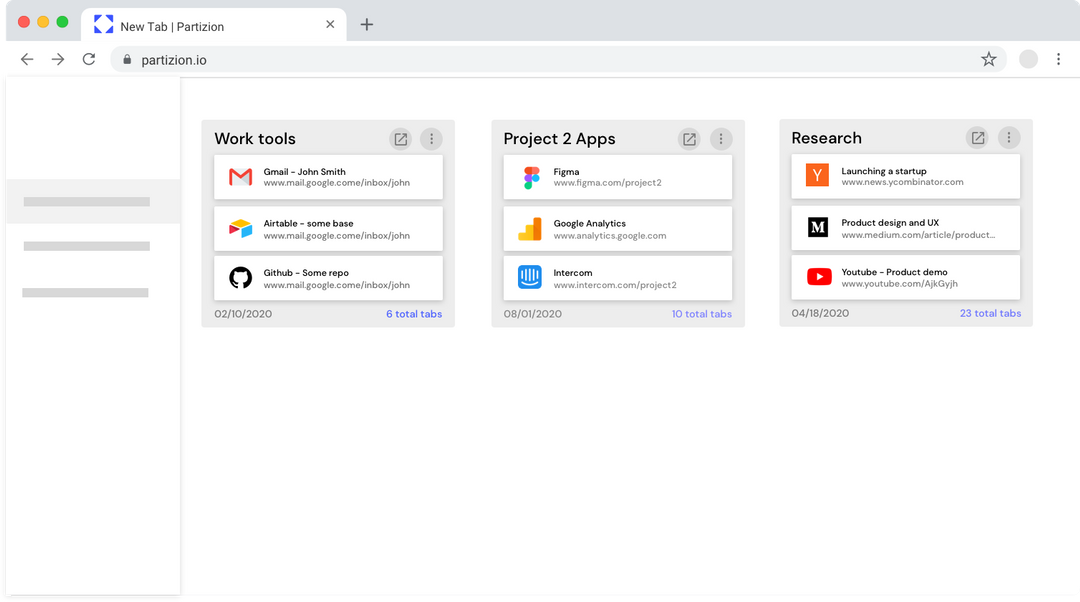 New Tab | Partizion
partizion.io
Work tools
Gmail - John Smith
www.mail.google.come/inbox/john
Airtable - some base
www.mail.google.come/inbox/john
Github - Some repo
www.mail.google.come/inbox/john
02/10/2020
6 total tabs
Project 2 Apps
Figma
www.figma.com/project2
Google Analytics
www.analytics.google.com
Intercom
www.intercom.com/project2
08/01/2020
10 total tabs
Research
Y
Launching a startup
www.news.ycombinator.com
M
Product design and UX
www.medium.com/article/product...
Youtube - Product demo
www.youtube.com/AjkGyjh
04/18/2020
23 total tabs